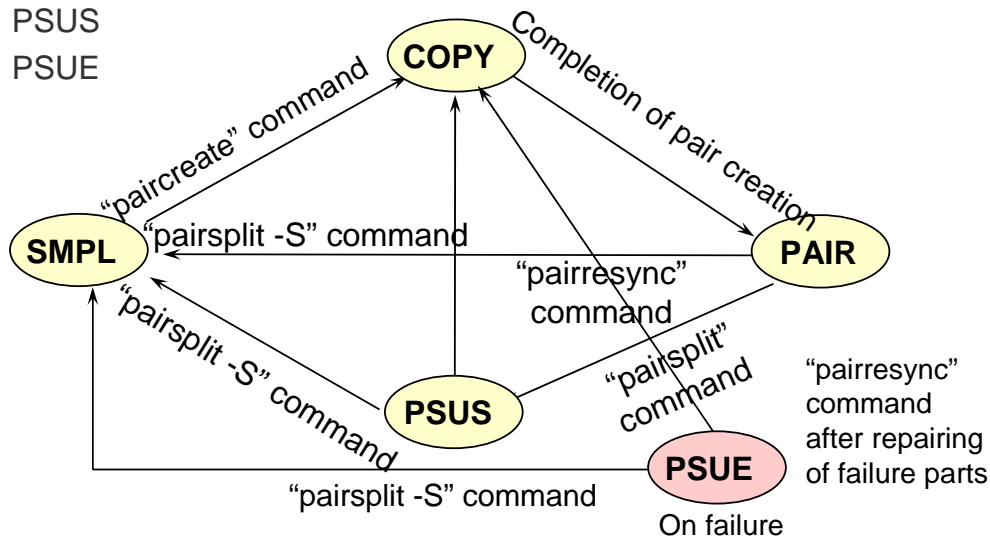 PSUS
PSUE
COPY
Completion of pair creation
“paircreate” command
SMPL
“pairsplit -S” command
PAIR
“pairresync”
command
“pairsplit -S” command
“pairsplit”
command
PSUS
“pairresync”
command
after repairing
of failure parts
PSUE
“pairsplit -S” command
On failure